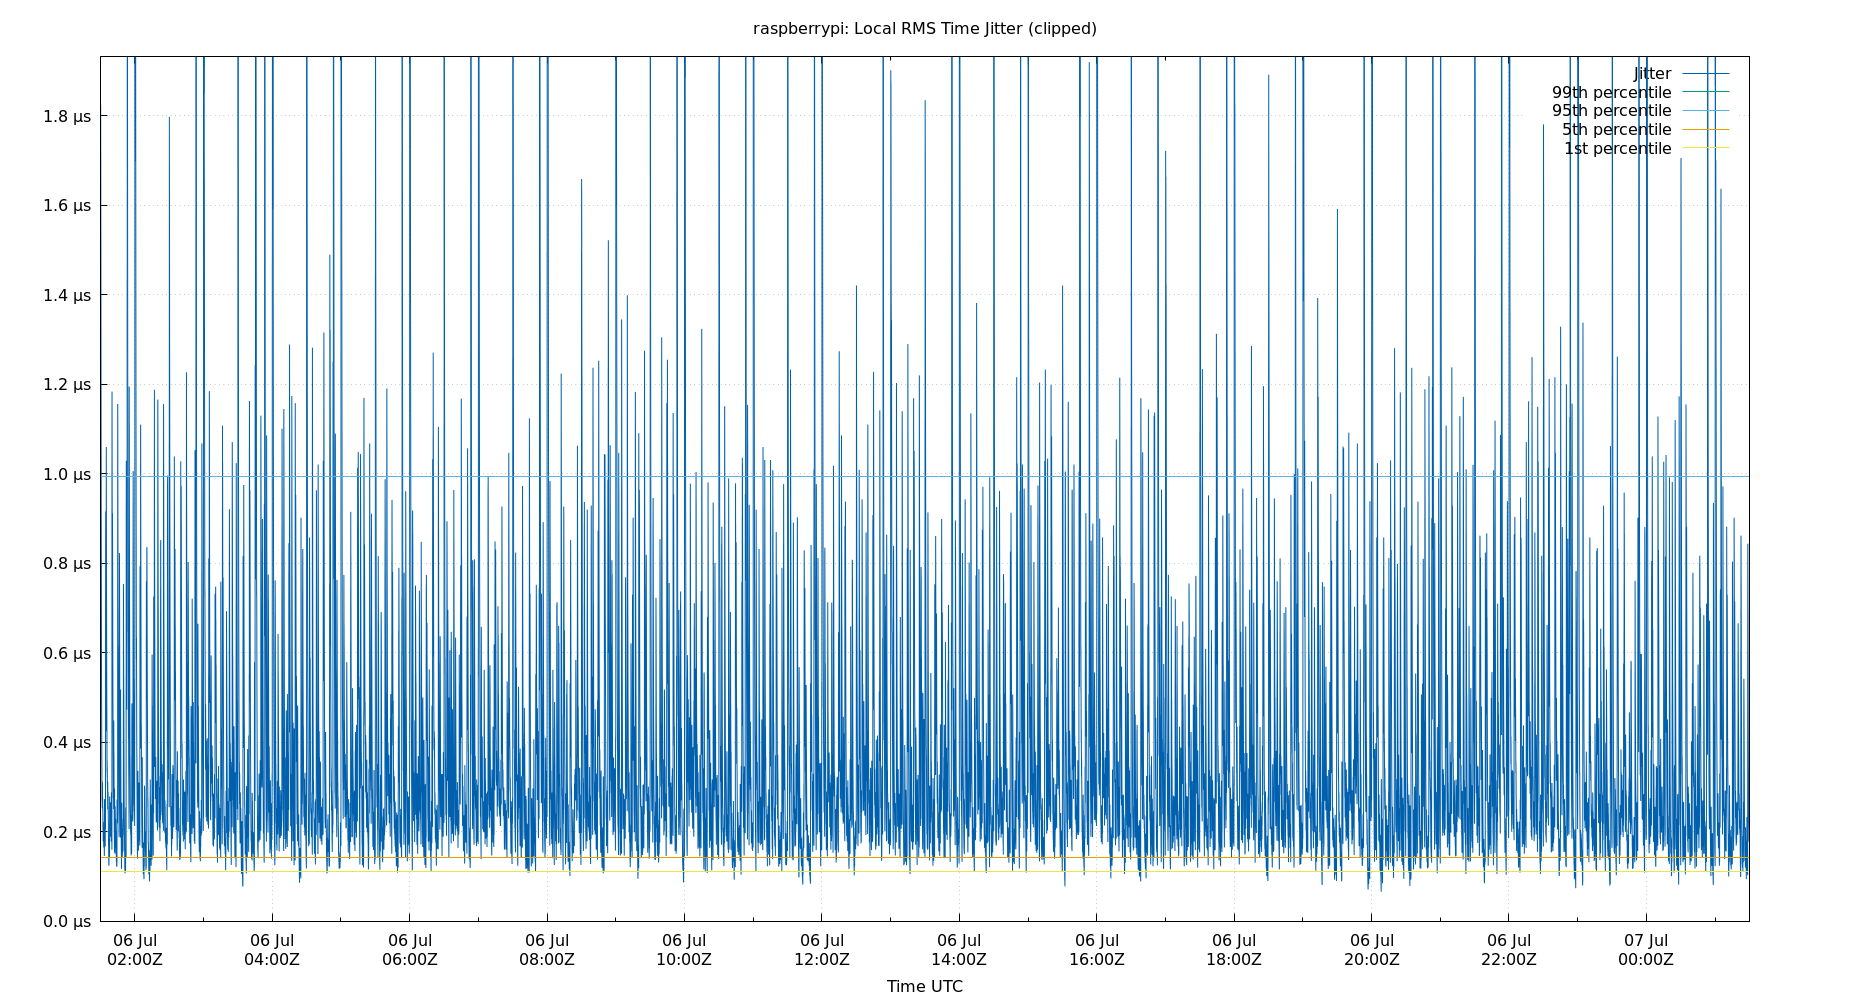 raspberrypi: Local RMS Time Jitter (clipped)
Jitter
99th percentile
95th percentile
5th percentile
1st percentile
1.8 µs
1.6 µs
1.4 µs
1.2 µs
1.0 µs
0.8 µs
0.6 µs
0.4 µs
0.2 µs
0.0 µs
06 Jul 06 Jul 06 Jul 06 Jul 06 Jul 06 Jul 06 Jul 06 Jul 06 Jul 06 Jul 06 Jul 07 Jul
02:00Z 04:00Z 06:00Z 08:00Z 10:00Z 12:00Z 14:00Z 16:00Z 18:00Z 20:00Z 22:00Z 00:00Z
Time UTC